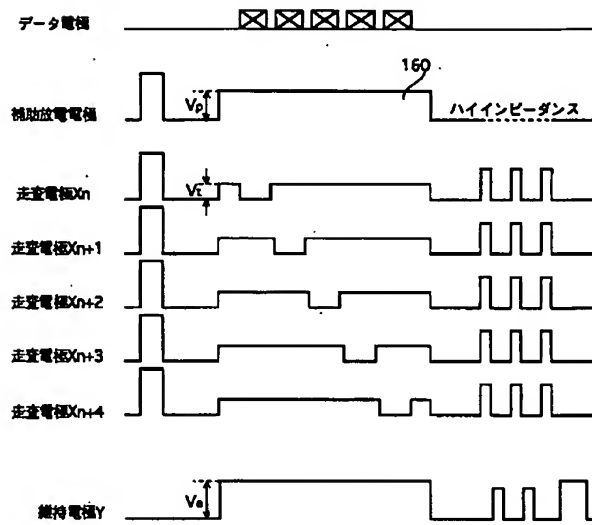 データ電極
160
補助放電電極
Vp
ハイインピーダンス
走査電極Xn
Vt
走査電極Xn+1
走査電極Xn+2
走査電極Xn+3
走査電極Xn+4
維持電極Y
Va